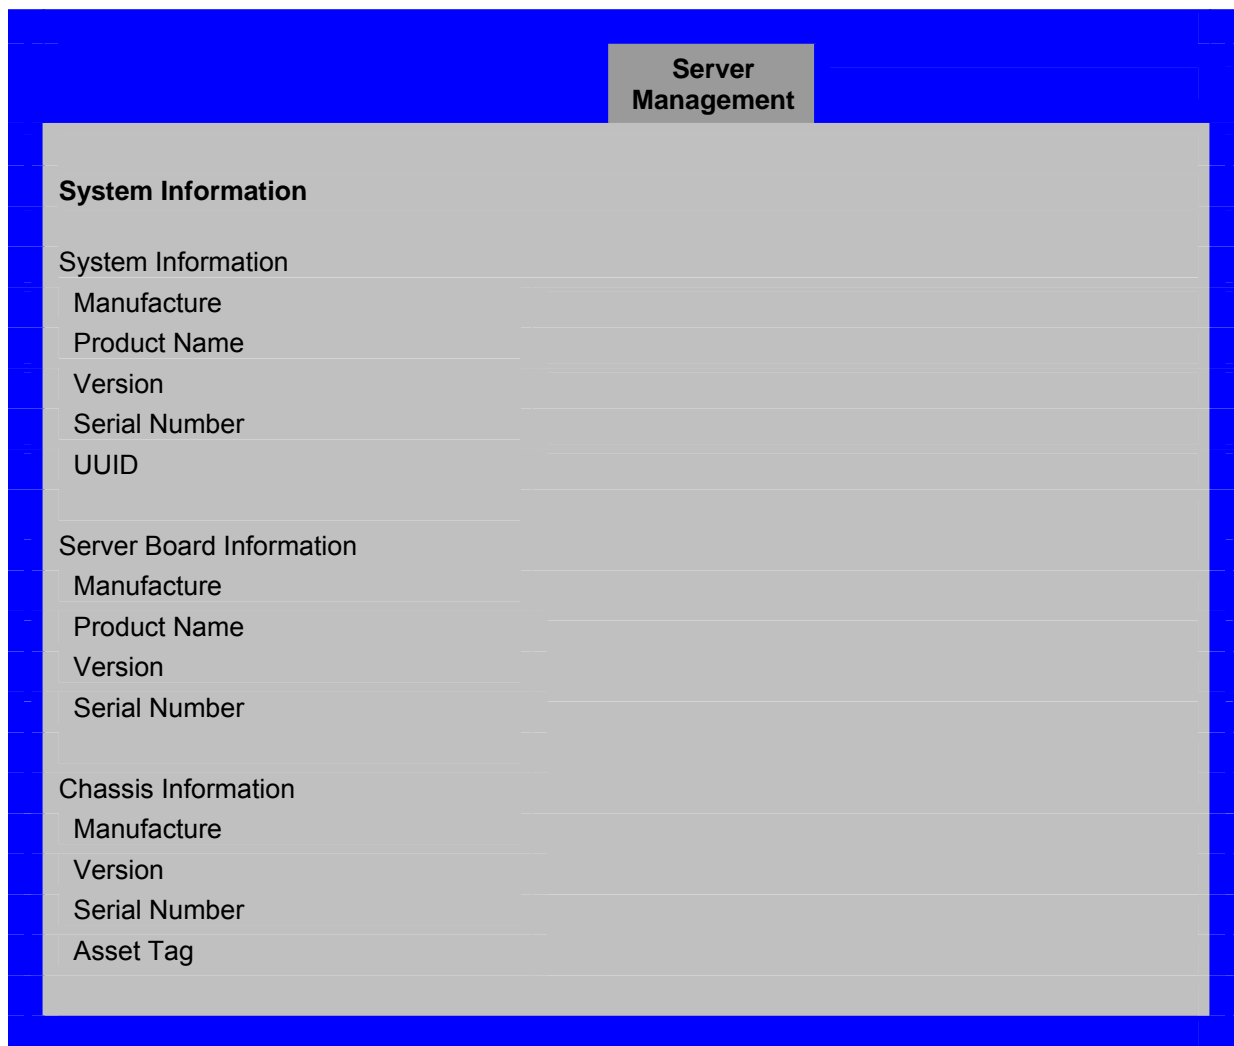 Server
Management
System Information
System Information
Manufacture
Product Name
Version
Serial Number
UUID
Server Board Information
Manufacture
Product Name
Version
Serial Number
Chassis Information
Manufacture
Version
Serial Number
Asset Tag